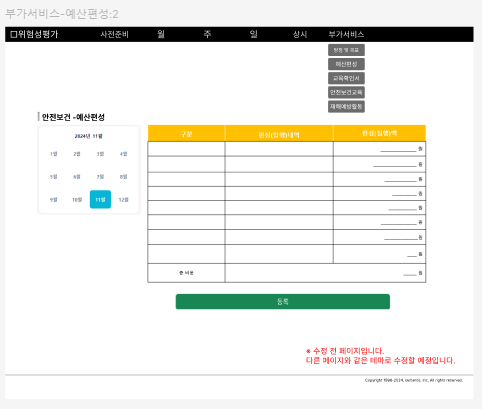 부가서비스-예산편성:2
위험성평가 사전준비 월 주 일 상시 부가서비스
방침 및 목표
예산편성
교육확인서
안전보건교육
재해예방활동
안전보건 -예산편성
2024년 11월
1월 2월 3월 4월
5월 6월 7월 8월
9월 10월 11월 12월
구분 편성(집행)내역 편성(집행)액
원
원
원
원
원
원
원
원
총 비용 원
등록
※ 수정 전 페이지입니다.
다른 페이지와 같은 테마로 수정할 예정입니다.
Copyright 1998-2024, Inc, All rights reserved.